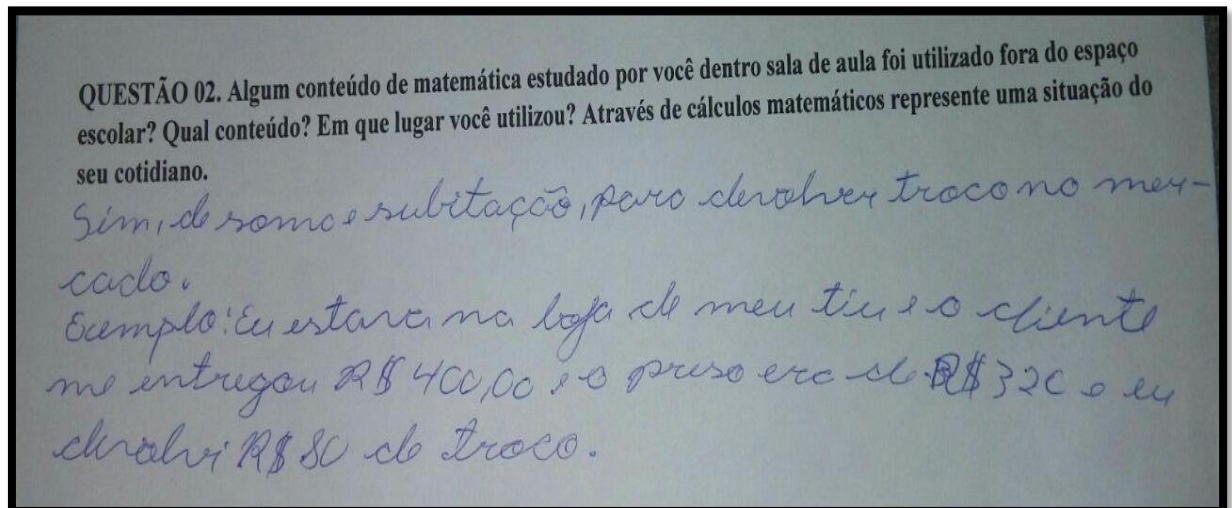 QUESTÃO 02. Algum conteúdo de matemática estudado por você dentro sala de aula foi utilizado fora do espaço
escolar? Qual conteúdo? Em que lugar você utilizou? Através de cálculos matemáticos represente uma situação do
seu cotidiano.
Sim, de soma e subitação, para devolver troco no mer-
cado.
Exemplo: Eu estava na loja de meu tiu e o cliente
me entregou R$ 400,00 e o preso era de R$ 320 e eu
devolvi R$ 80 de troco.